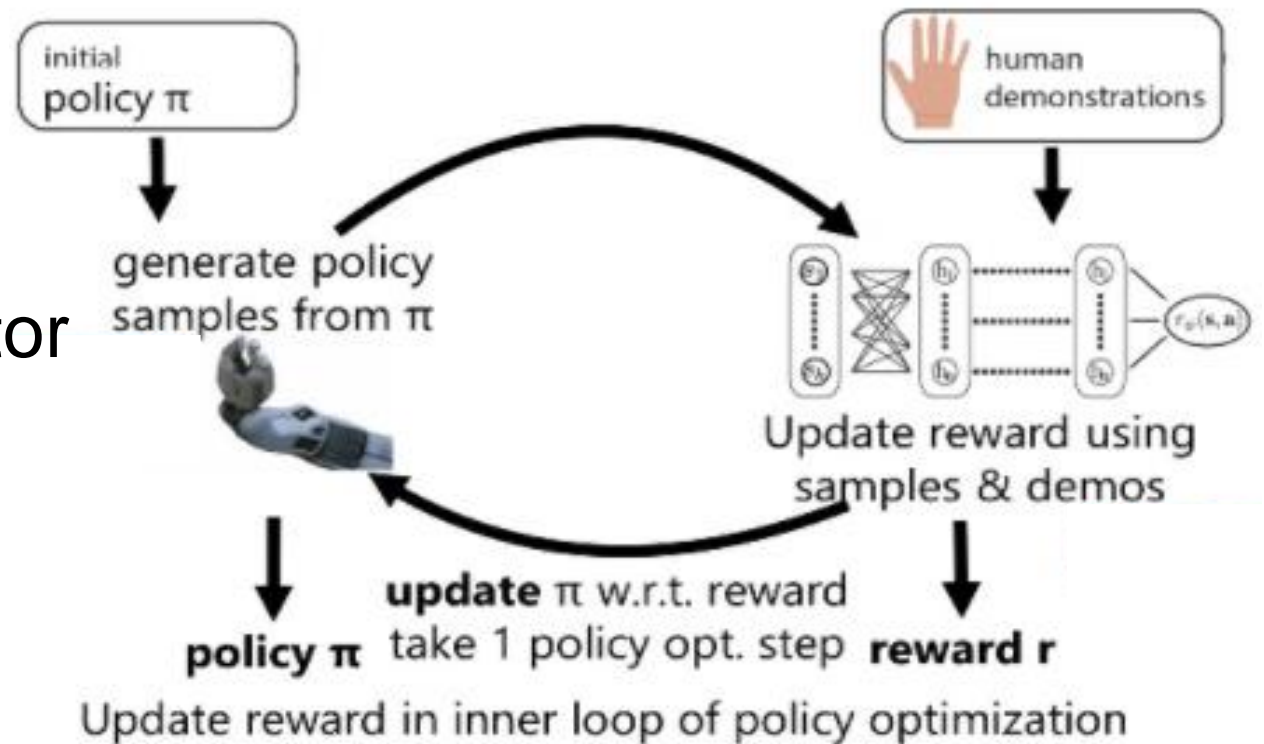 initial
policy π
human
demonstrations
generate policy
samples from π
tor
Update reward using
samples & demos
update π w.r.t. reward
take 1 policy opt. step
policy π
reward r
Update reward in inner loop of policy optimization